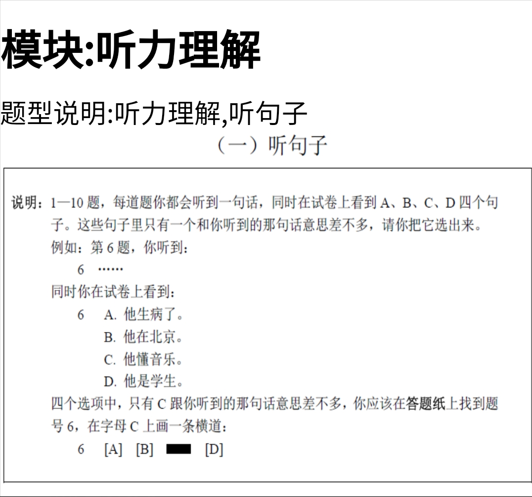 模块:听力理解
题型说明:听力理解,听句子
（一）听句子
说明：1—10 题，每道题你都会听到一句话，同时在试卷上看到 A、B、C、D 四个句
子。这些句子里只有一个和你听到的那句话意思差不多，请你把它选出来。
例如：第 6 题，你听到：
6 ……
同时你在试卷上看到：
6 A. 他生病了。
B. 他在北京。
C. 他懂音乐。
D. 他是学生。
四个选项中，只有 C 跟你听到的那句话意思差不多，你应该在答题纸上找到题
号 6，在字母 C 上画一条横道：
6 [A] [B] [D]